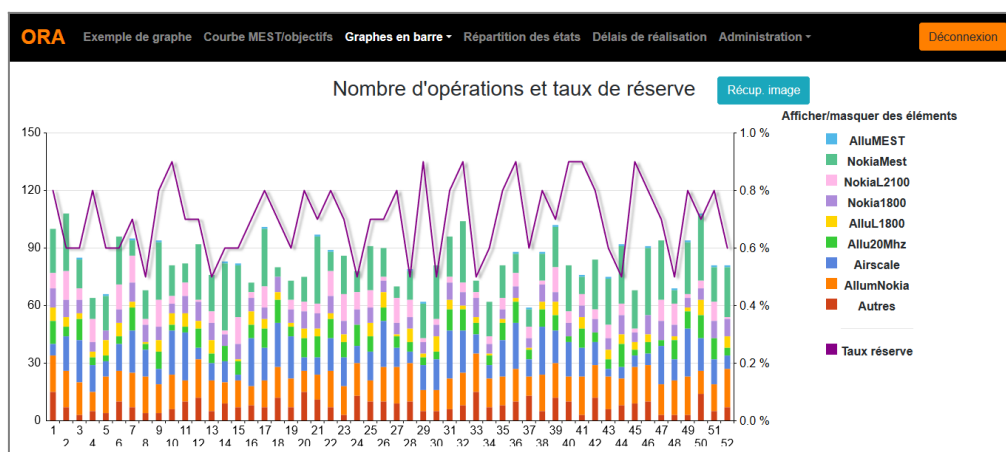 ORA Exemple de graphe Courbe MEST/objectifs Graphes en barre Répartition des états Délais de réalisation Administration Déconnexion
Nombre d'opérations et taux de réserve Récup. image
Afficher/masquer des éléments
AlluMEST
NokiaMest
NokiaL2100
Nokia1800
AlluL1800
Allu20Mhz
Airscale
AllumNokia
Autres
Taux réserve
150
120
90
60
30
0
1.0 %
0.8 %
0.6 %
0.4 %
0.2 %
0.0 %
1 3 5 7 9 11 13 15 17 19 21 23 25 27 29 31 33 35 37 39 41 43 45 47 49 51
2 4 6 8 10 12 14 16 18 20 22 24 26 28 30 32 34 36 38 40 42 44 46 48 50 52